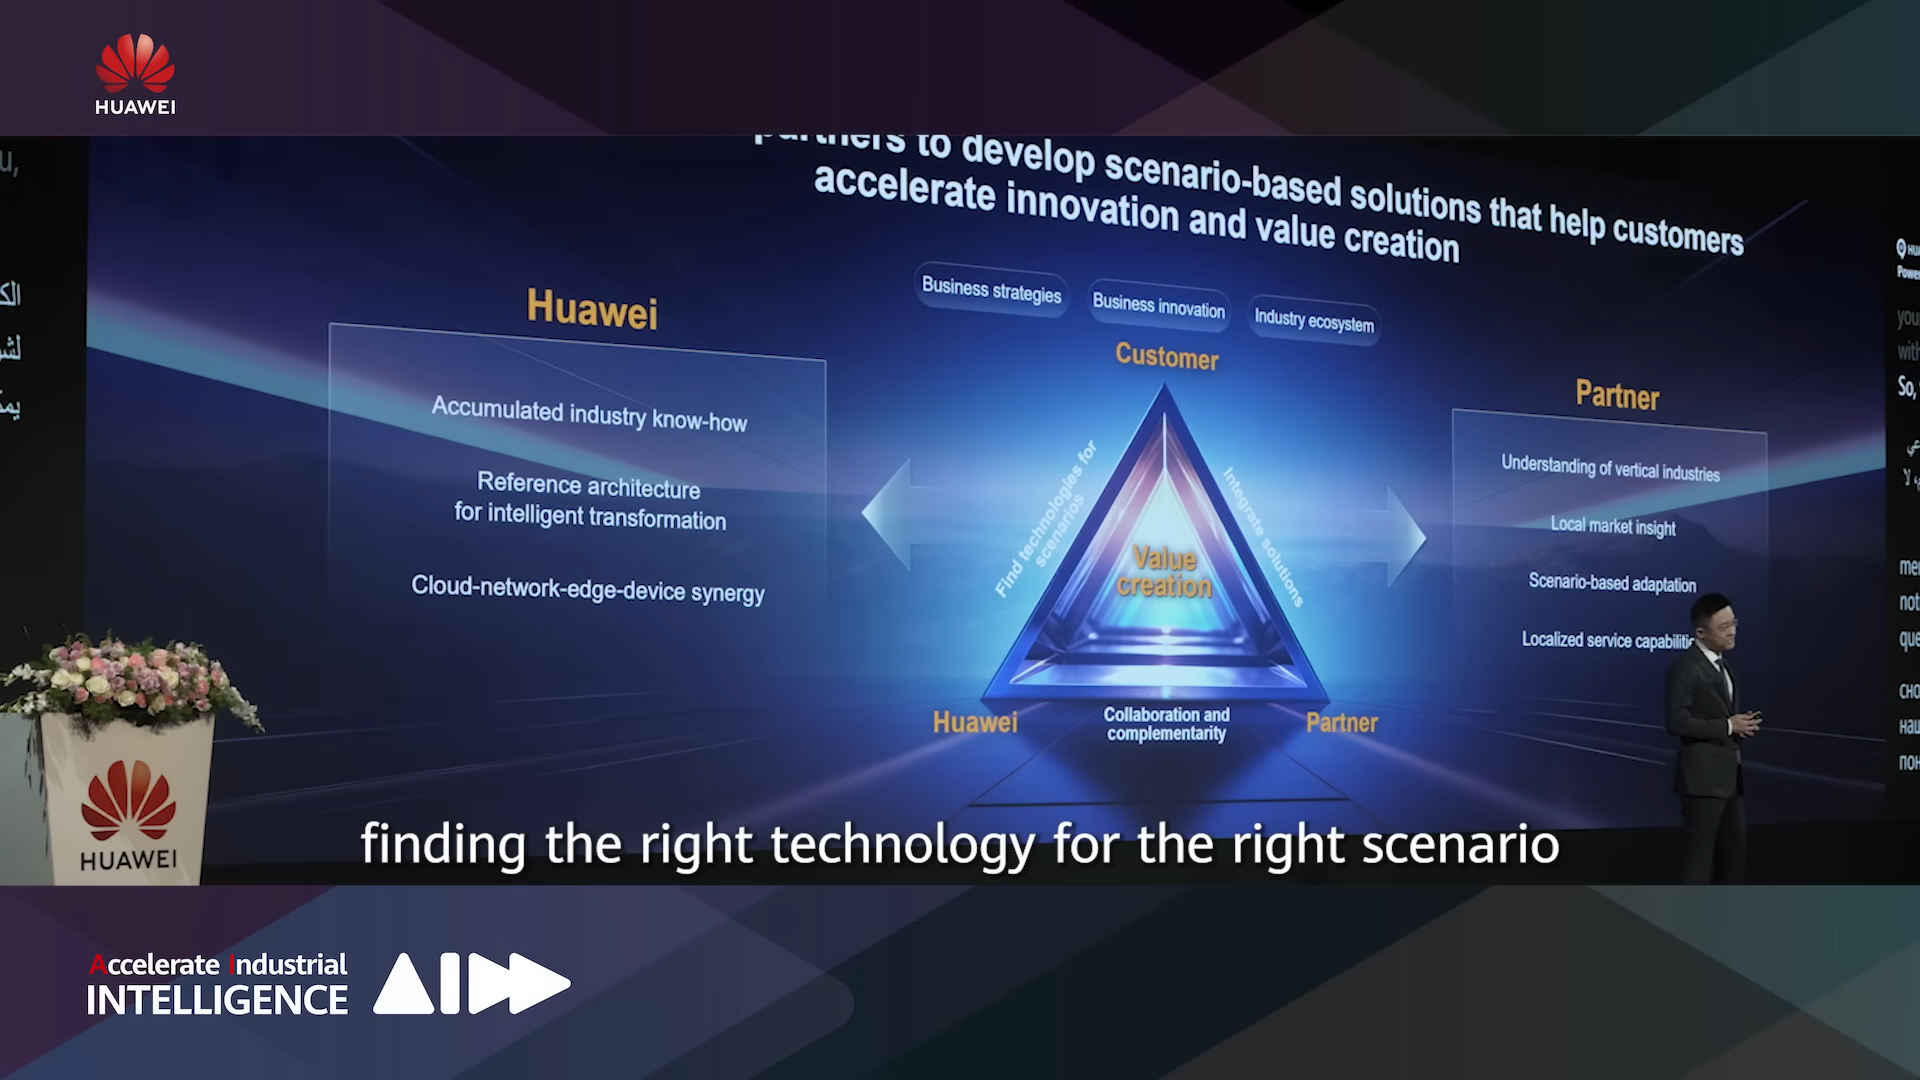 HUAWEI
partners to develop scenario-based solutions that help customers
accelerate innovation and value creation
Business strategies
Business innovation
Industry ecosystem
Huawei
Accumulated industry know-how
Reference architecture
for intelligent transformation
Cloud-network-edge-device synergy
Customer
Find technologies for
scenarios
Integrate solutions
Value
creation
Huawei
Collaboration and
complementarity
Partner
Partner
Understanding of vertical industries
Local market insight
Scenario-based adaptation
Localized service
So,
HUAWEI
finding the right technology for the right scenario
Accelerate Industrial
INTELLIGENCE